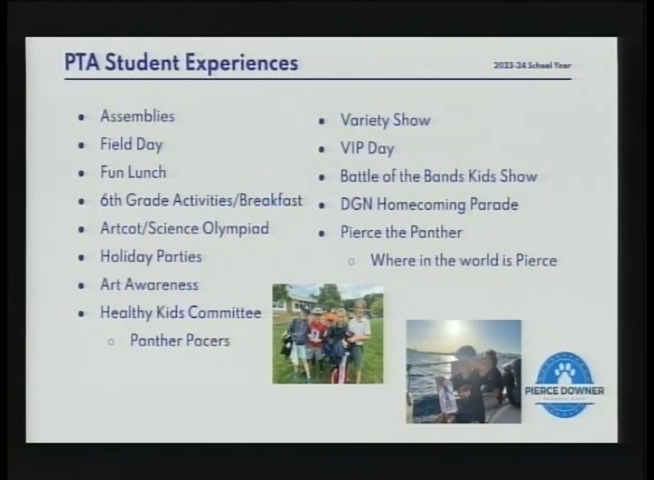 PTA Student Experiences
2023-24 School Year
Assemblies
Field Day
Fun Lunch
6th Grade Activities/Breakfast
Artcot/Science Olympiad
Holiday Parties
Art Awareness
Healthy Kids Committee
Panther Pacers
Variety Show
VIP Day
Battle of the Bands Kids Show
DGN Homecoming Parade
Pierce the Panther
Where in the world is Pierce
PIERCE DOWNER